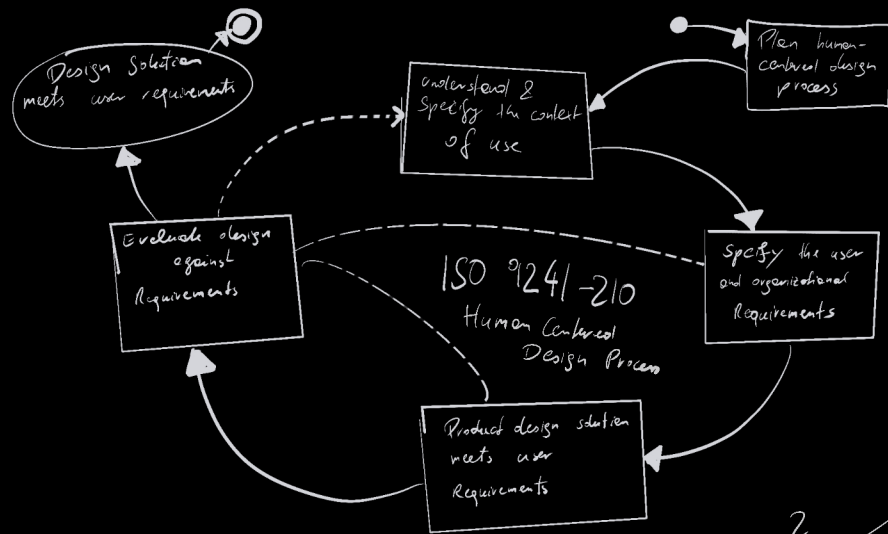 Design Solution
meets user requirements
Plan human-
centered design
process
understand &
Specify the context
of use
Evaluate design
against
Requirements
Specify the user
and organizational
Requirements
ISO 9241-210
Human Centered
Design Process
Product design solution
meets user
Requirements
2